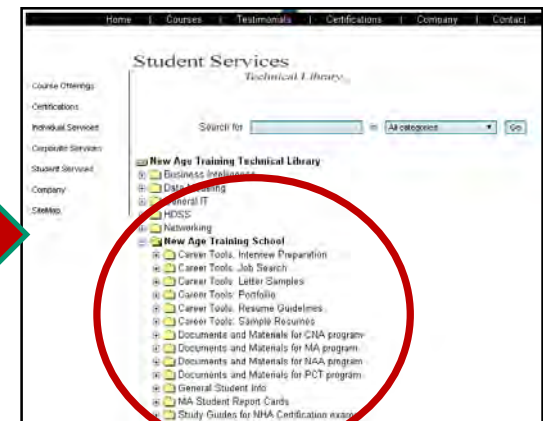 Home | Courses | Testimonials | Certifications | Company | Contact
Student Services
Technical Library
Course Offerings
Certifications
Individual Services
Corporate Services
Student Services
Company
SiteMap
Search for in All categories Go
New Age Training Technical Library
Business Intelligence
Data Modeling
General IT
HDSS
Networking
New Age Training School
Career Tools: Interview Preparation
Career Tools: Job Search
Career Tools: Letter Samples
Career Tools: Portfolio
Career Tools: Resume Guidelines
Career Tools: Sample Resumes
Documents and Materials for CNA program
Documents and Materials for MA program
Documents and Materials for NAA program
Documents and Materials for PCT program
General Student Info
MA Student Report Cards
Study Guides for NHA Certification exams